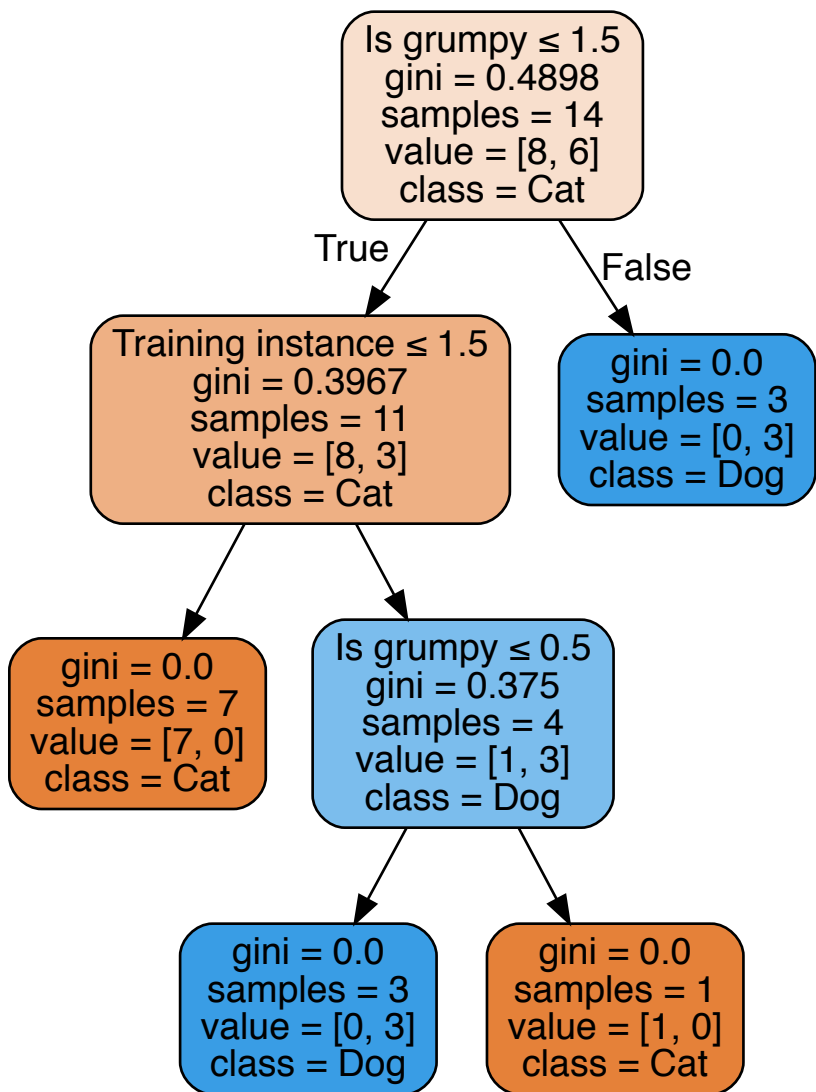 Is grumpy ≤ 1.5
gini = 0.4898
samples = 14
value = [8, 6]
class = Cat
True
False
Training instance ≤ 1.5
gini = 0.3967
samples = 11
value = [8, 3]
class = Cat
gini = 0.0
samples = 3
value = [0, 3]
class = Dog
gini = 0.0
samples = 7
value = [7, 0]
class = Cat
Is grumpy ≤ 0.5
gini = 0.375
samples = 4
value = [1, 3]
class = Dog
gini = 0.0
samples = 3
value = [0, 3]
class = Dog
gini = 0.0
samples = 1
value = [1, 0]
class = Cat